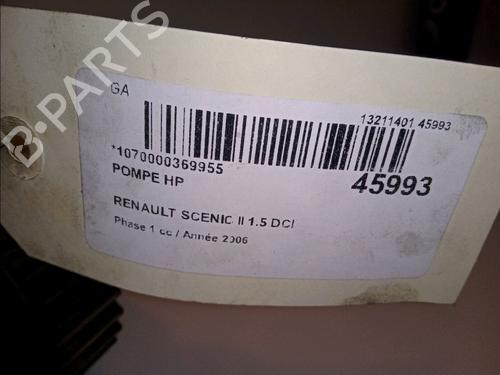 B-PARTS
GA
13211401 45993
*1070000369955
POMPE HP
45993
RENAULT SCENIC II 1.5 DCI
Phase 1 cc / Année 2006